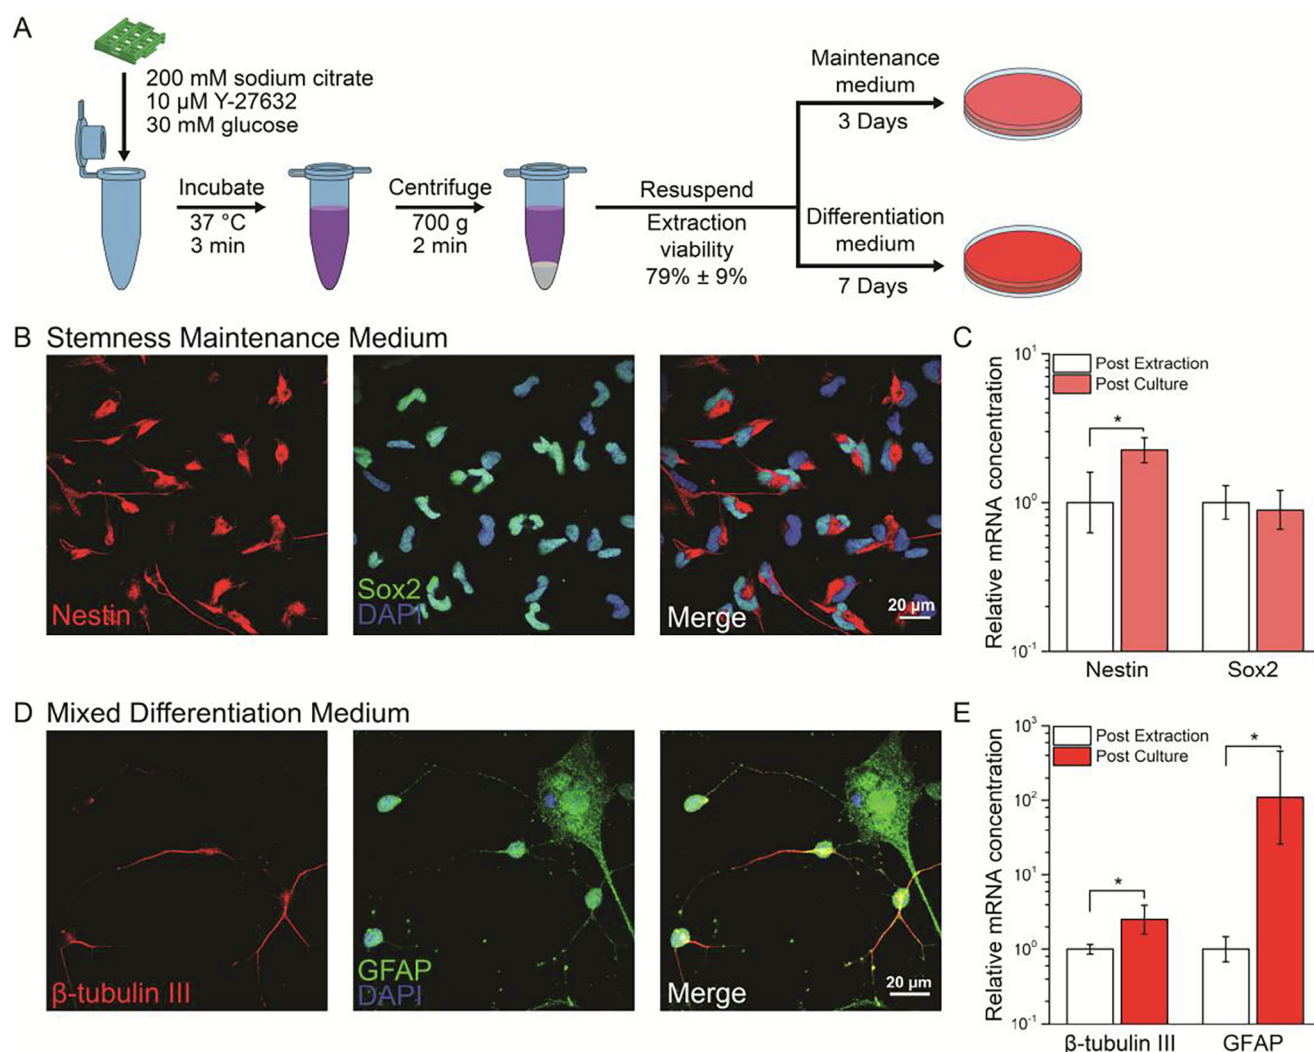 A
200 mM sodium citrate
10 µM Y-27632
30 mM glucose
Incubate
37 °C
3 min
Centrifuge
700 g
2 min
Resuspend
Extraction
viability
79% ± 9%
Maintenance
medium
3 Days
Differentiation
medium
7 Days
B Stemness Maintenance Medium
Nestin
Sox2
DAPI
Merge
20 µm
C
Relative mRNA concentration
10¹
10⁰
10⁻¹
Post Extraction
Post Culture
*
Nestin
Sox2
D Mixed Differentiation Medium
β-tubulin III
GFAP
DAPI
Merge
20 µm
E
Relative mRNA concentration
10³
10²
10¹
10⁰
10⁻¹
Post Extraction
Post Culture
*
*
β-tubulin III
GFAP